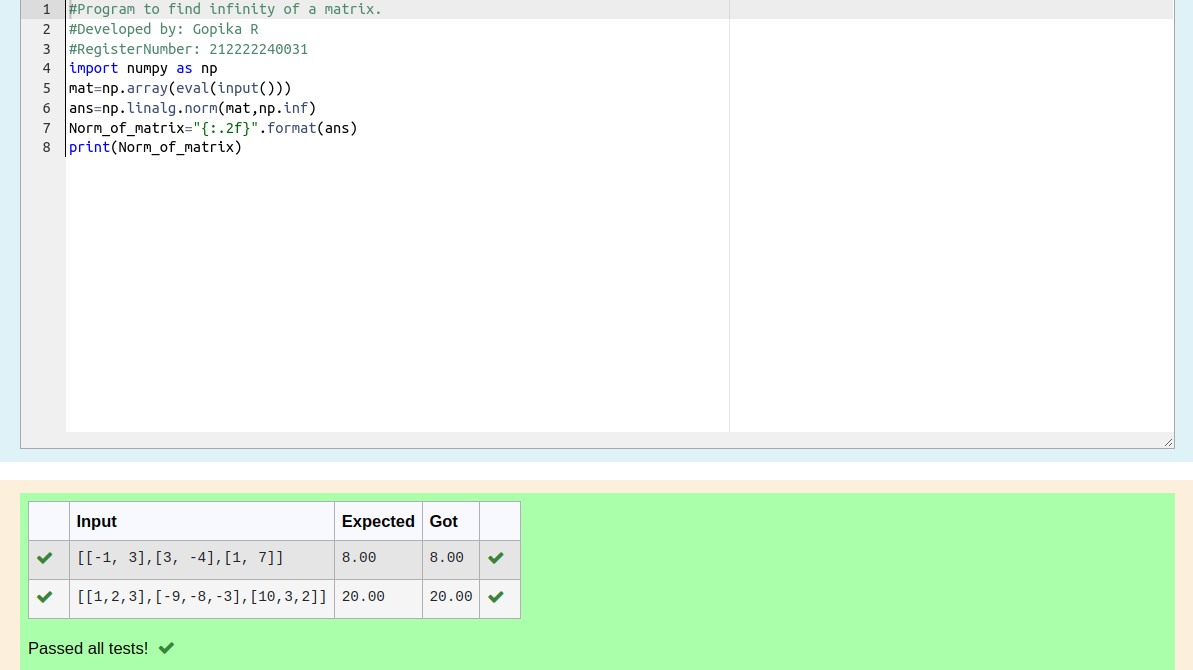 1 #Program to find infinity of a matrix.
2 #Developed by: Gopika R
3 #RegisterNumber: 212222240031
4 import numpy as np
5 mat=np.array(eval(input()))
6 ans=np.linalg.norm(mat,np.inf)
7 Norm_of_matrix="{:.2f}".format(ans)
8 print(Norm_of_matrix)
Input Expected Got
[[-1, 3],[3, -4],[1, 7]] 8.00 8.00
[[1,2,3],[-9,-8,-3],[10,3,2]] 20.00 20.00
Passed all tests!